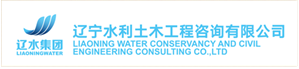 辽宁水利土木工程咨询有限公司
LIAONING WATER CONSERVANCY AND CIVIL
ENGINEERING CONSULTING CO.,LTD
辽水集团
LIAONINGWATER